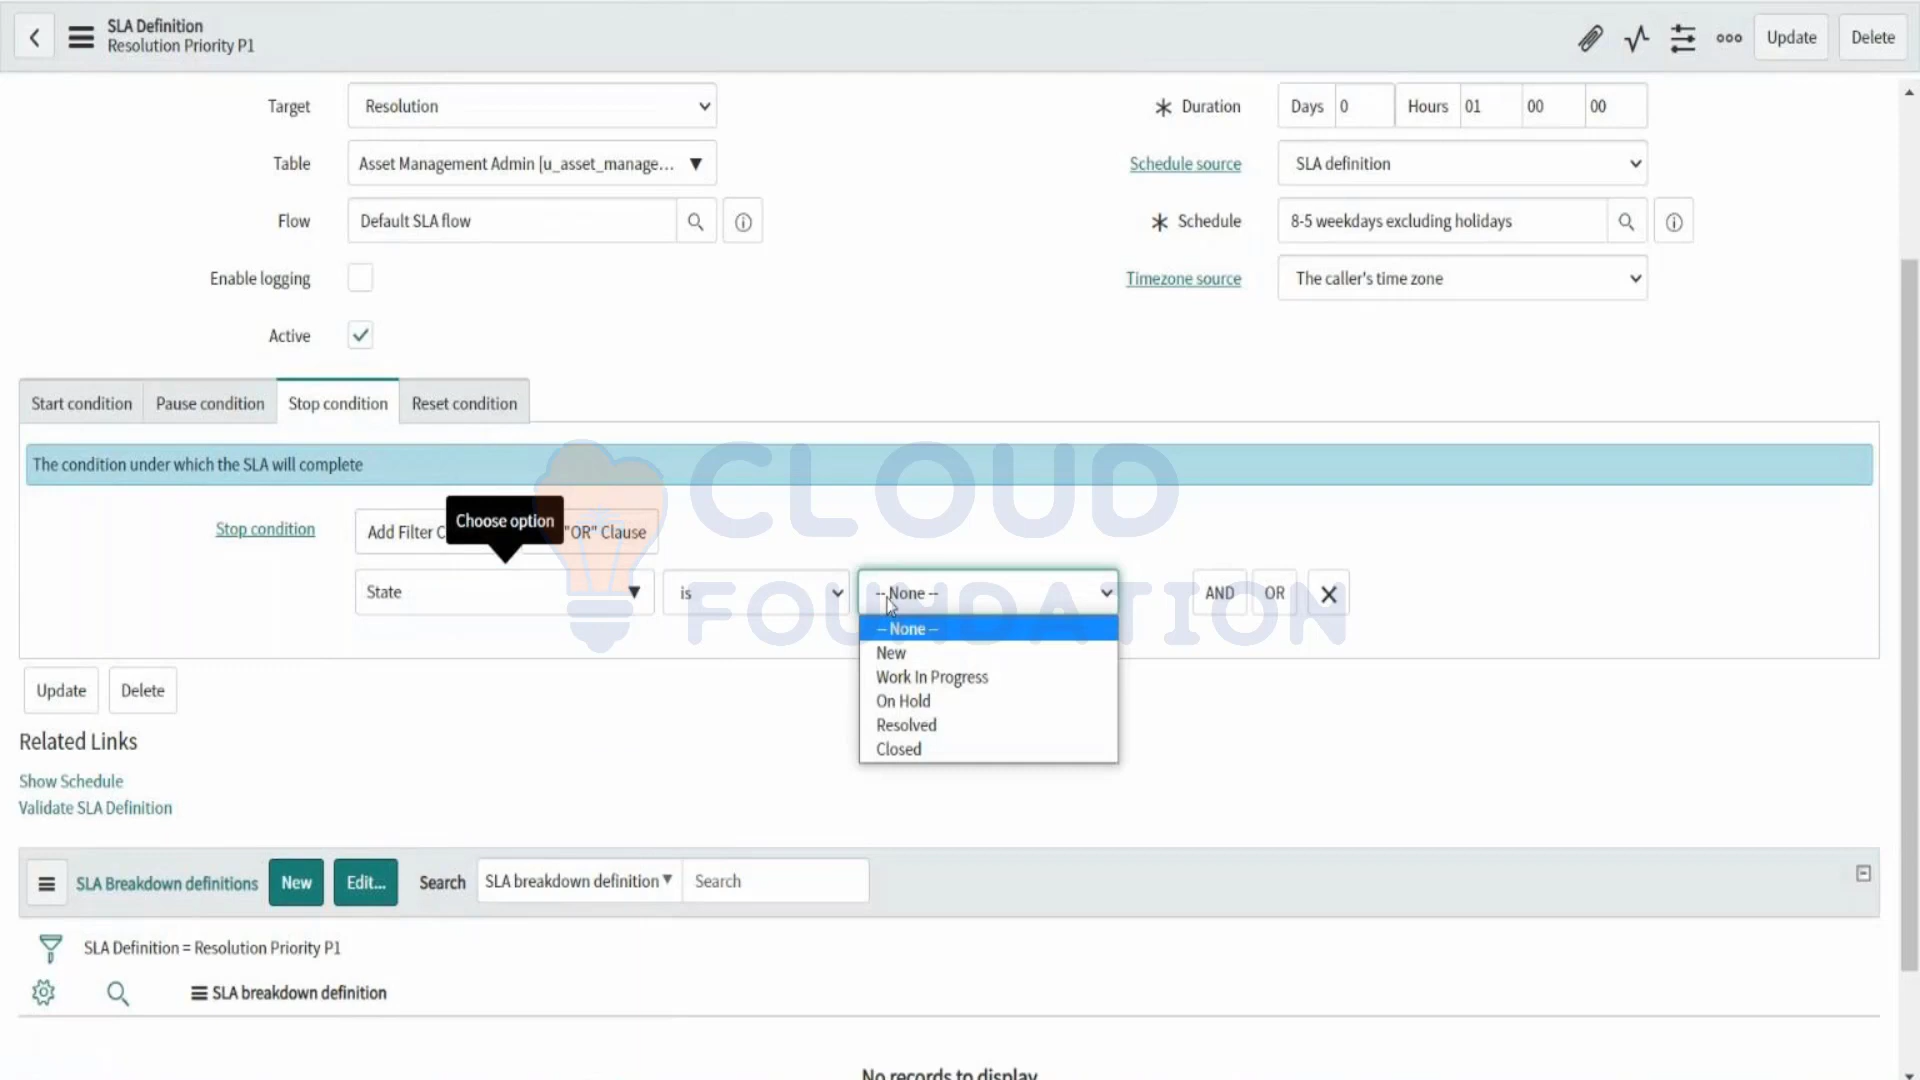 SLA Definition
Resolution Priority P1
Update
Delete
Target
Resolution
Duration
Days 0
Hours 01 00 00
Table
Asset Management Admin [u_asset_manage...
Schedule source
SLA definition
Flow
Default SLA flow
Schedule
8-5 weekdays excluding holidays
Enable logging
Timezone source
The caller's time zone
Active
Start condition
Pause condition
Stop condition
Reset condition
The condition under which the SLA will complete
CLOUD
FOUNDATION
Stop condition
Add Filter C
Choose option
"OR" Clause
State
is
-- None --
AND
OR
-- None --
New
Work In Progress
On Hold
Resolved
Closed
Update
Delete
Related Links
Show Schedule
Validate SLA Definition
SLA Breakdown definitions
New
Edit...
Search
SLA breakdown definition
Search
SLA Definition = Resolution Priority P1
SLA breakdown definition
No records to display